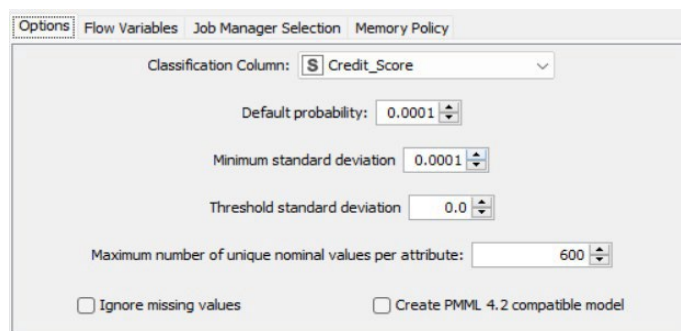 Options Flow Variables Job Manager Selection Memory Policy
Classification Column: S Credit_Score
Default probability: 0.0001
Minimum standard deviation 0.0001
Threshold standard deviation 0.0
Maximum number of unique nominal values per attribute: 600
Ignore missing values Create PMML 4.2 compatible model